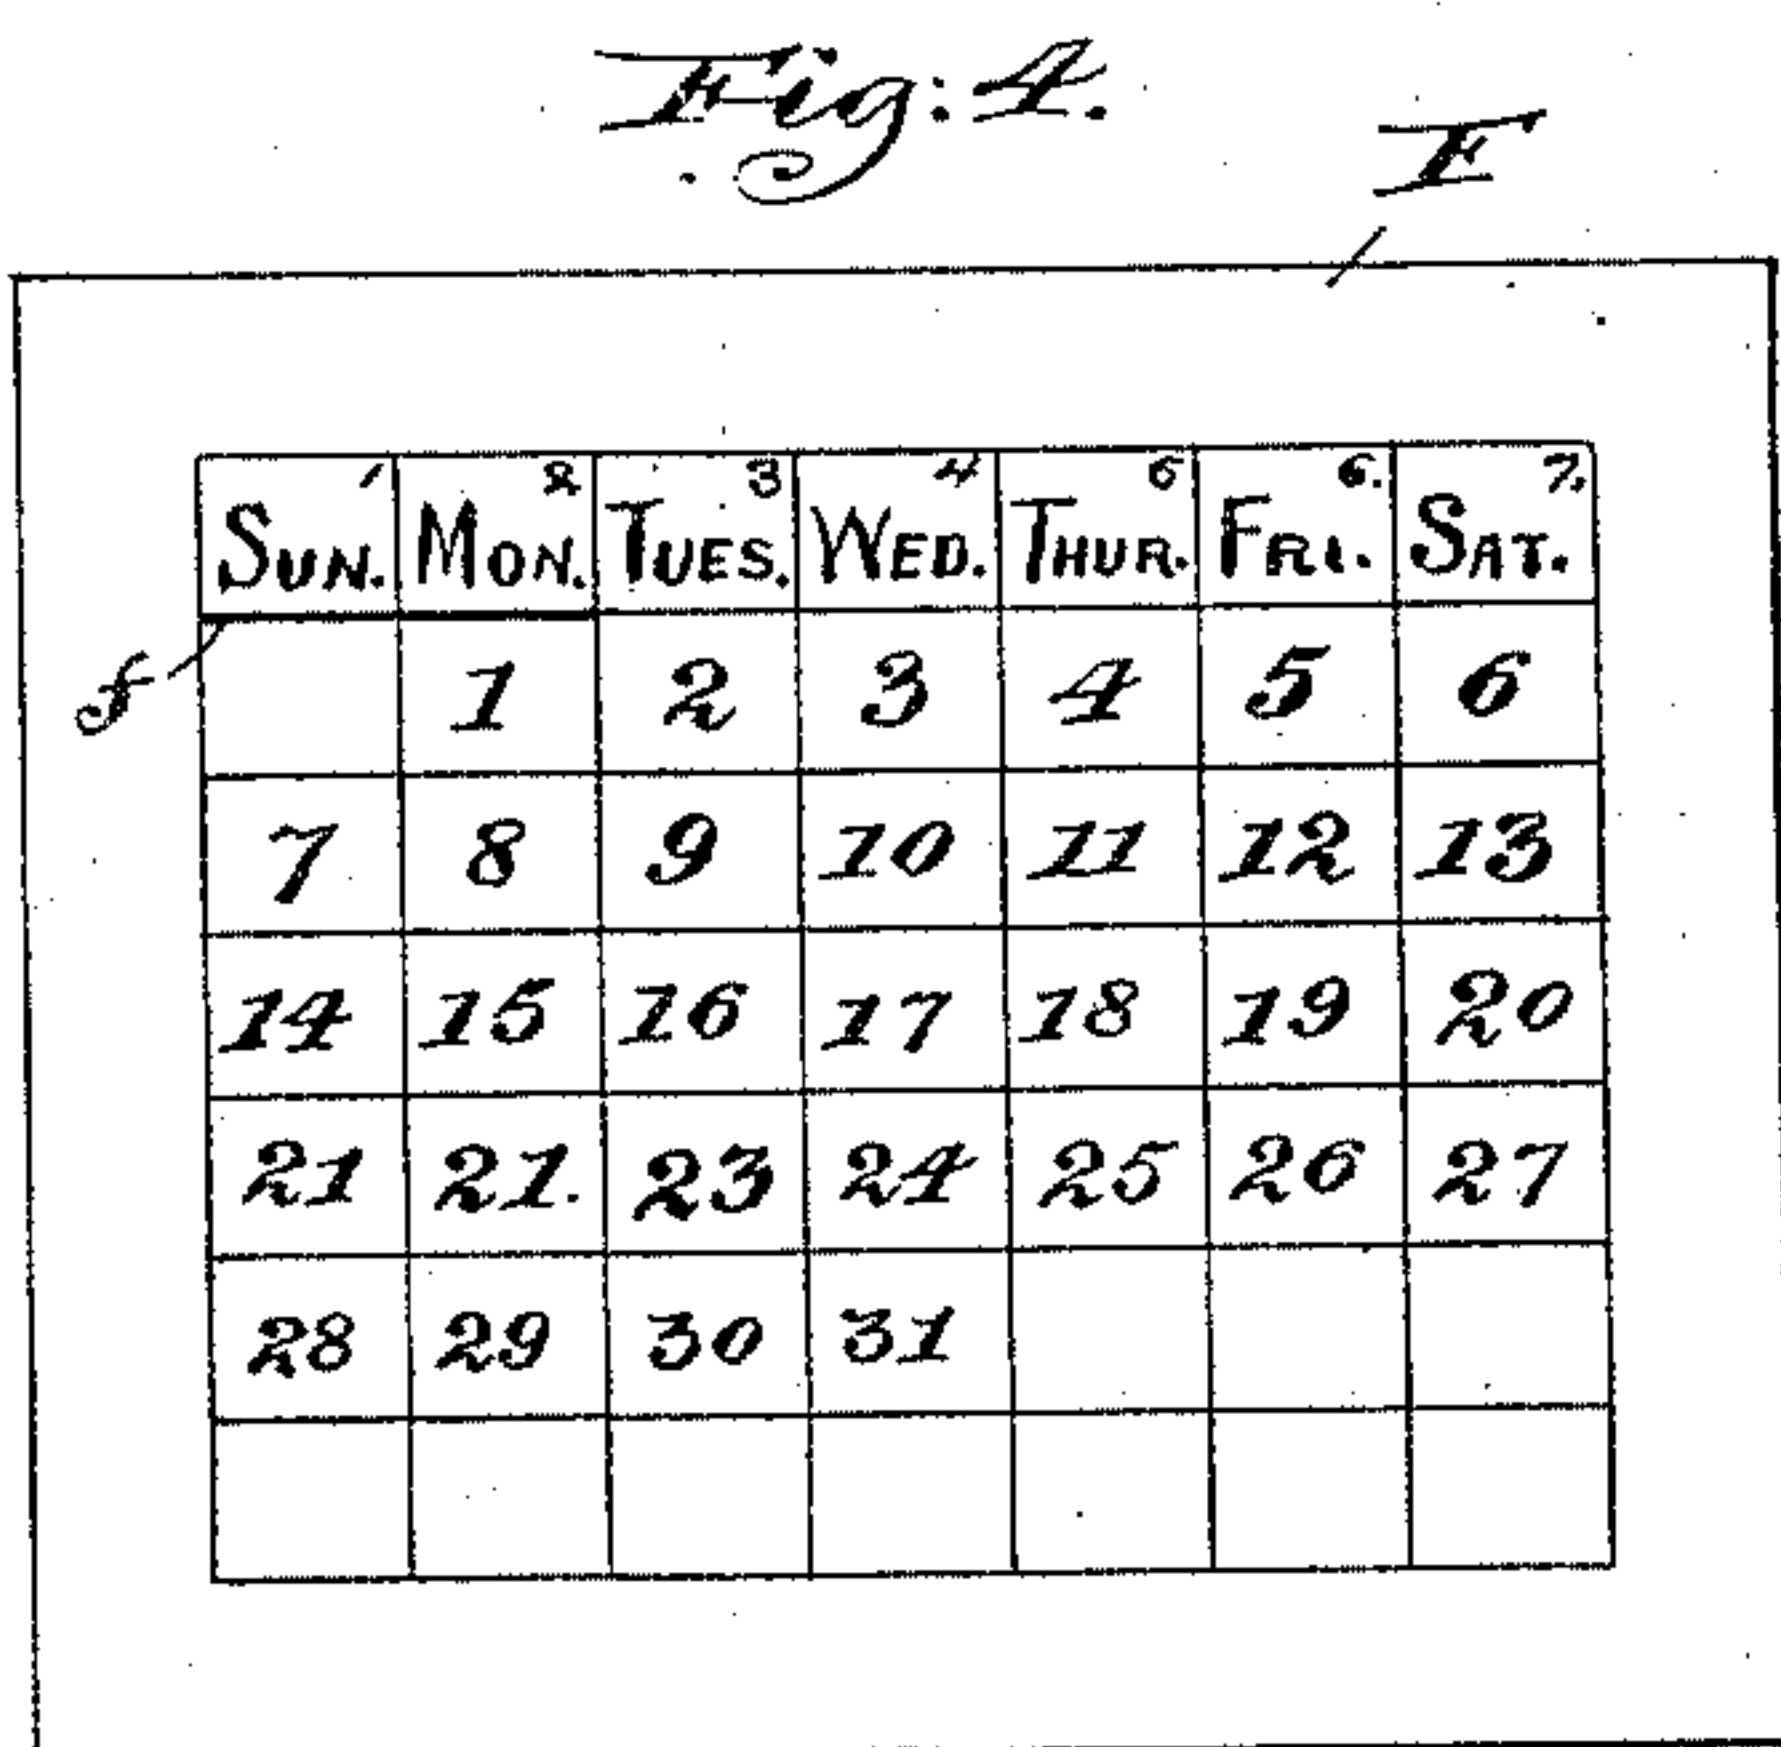 Fig: 4.
F
1 2 3 4 5 6. 7.
SUN. MON. TUES. WED. THUR. FRI. SAT.
f
1 2 3 4 5 6
7 8 9 10 11 12 13
14 15 16 17 18 19 20
21 21. 23 24 25 26 27
28 29 30 31